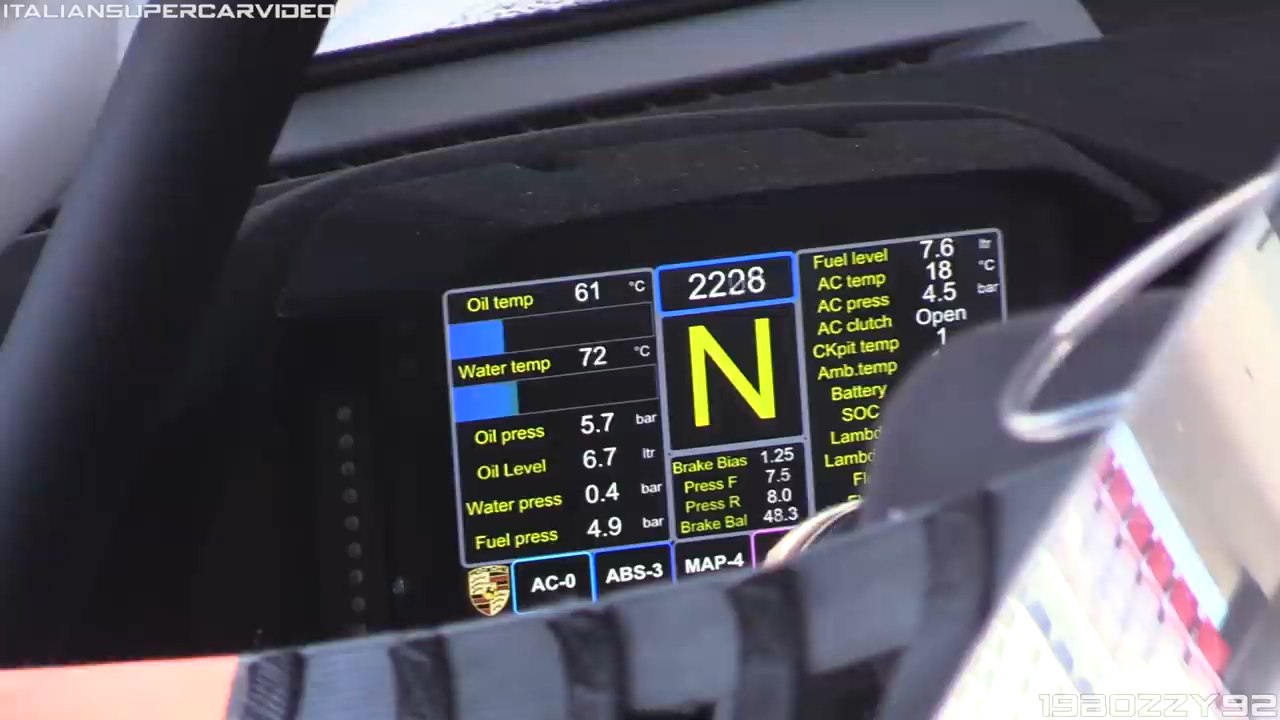 ITALIANSUPERCARVIDEO
Oil temp 61 °C
Water temp 72 °C
Oil press 5.7 bar
Oil Level 6.7 ltr
Water press 0.4 bar
Fuel press 4.9 bar
2228
N
Brake Bias 1.25
Press F 7.5
Press R 8.0
Brake Bal 48.3
Fuel level 7.6 ltr
AC temp 18 °C
AC press 4.5 bar
AC clutch Open
CKpit temp 1
Amb.temp
Battery
SOC
Lambd
Lambd
AC-0 ABS-3 MAP-4
19BOZZY92